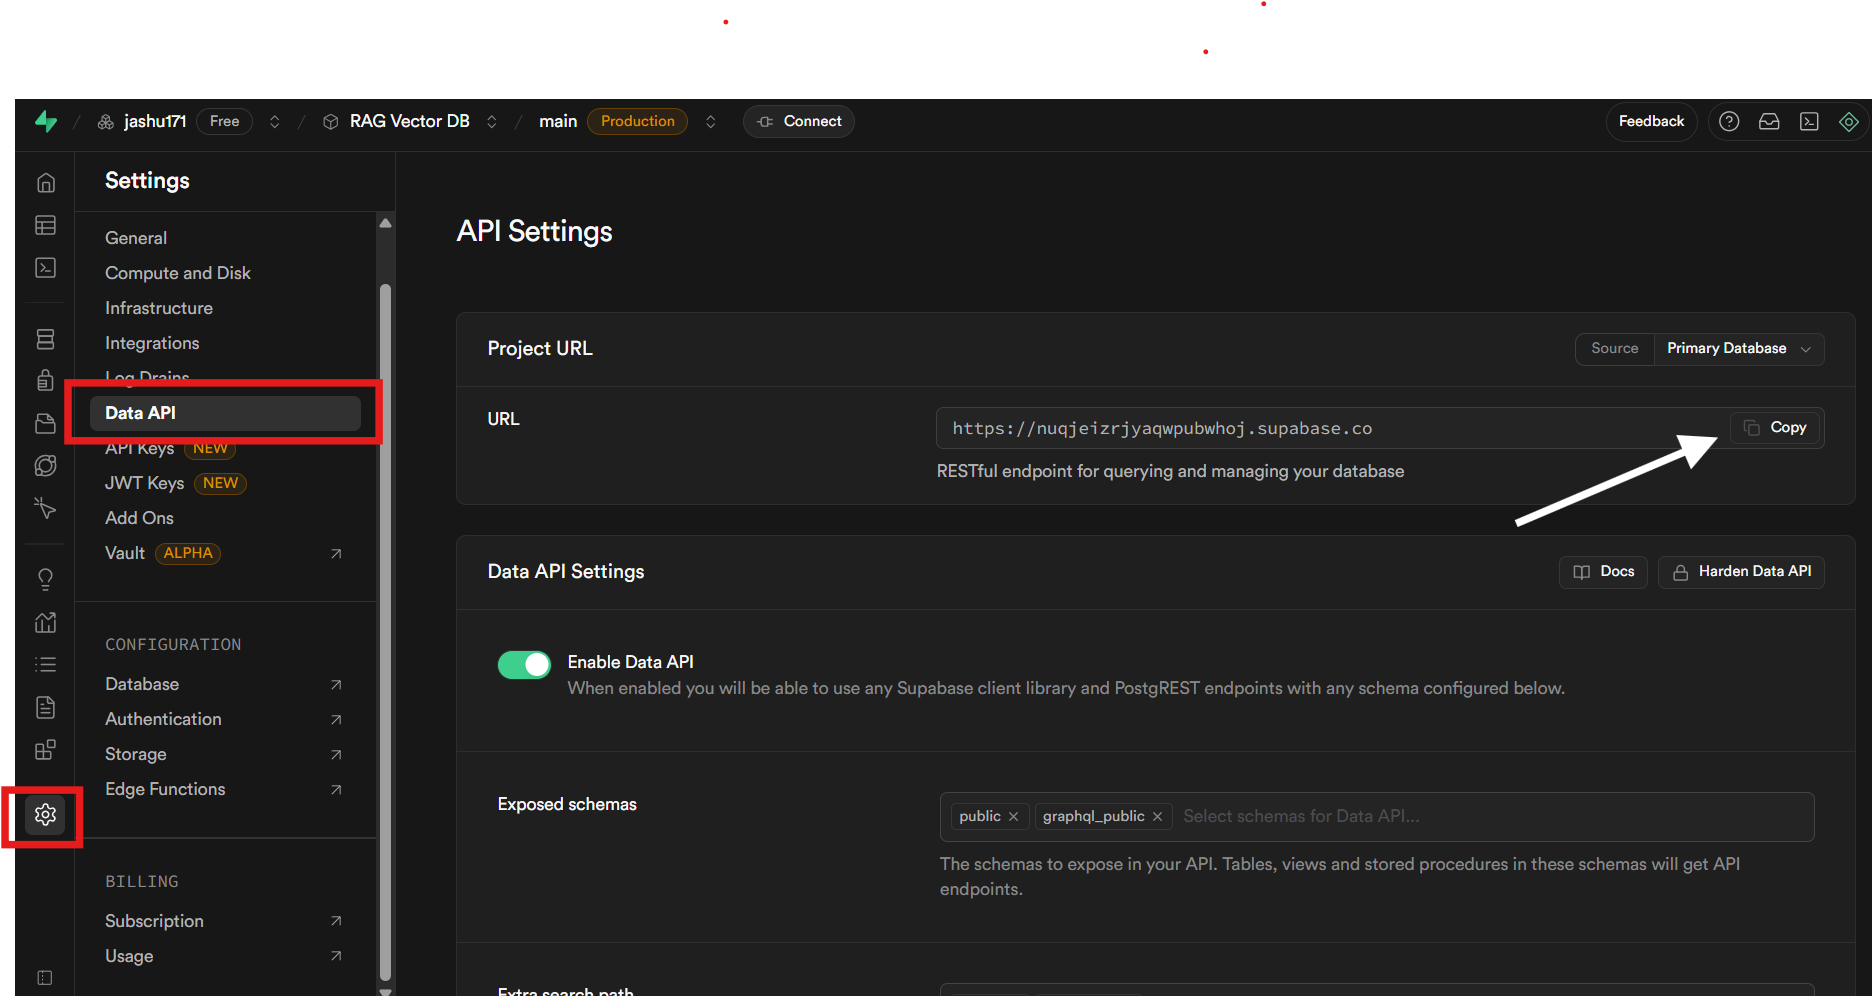 jashu171 Free / RAG Vector DB / main Production Connect Feedback
Settings
General
Compute and Disk
Infrastructure
Integrations
Log Drains
Data API
API Keys NEW
JWT Keys NEW
Add Ons
Vault ALPHA
CONFIGURATION
Database
Authentication
Storage
Edge Functions
BILLING
Subscription
Usage
API Settings
Project URL
Source Primary Database
URL
https://nuqjeizrjyaqwpubwhoj.supabase.co Copy
RESTful endpoint for querying and managing your database
Data API Settings
Docs Harden Data API
Enable Data API
When enabled you will be able to use any Supabase client library and PostgREST endpoints with any schema configured below.
Exposed schemas
public graphql_public Select schemas for Data API...
The schemas to expose in your API. Tables, views and stored procedures in these schemas will get API
endpoints.
Extra search path